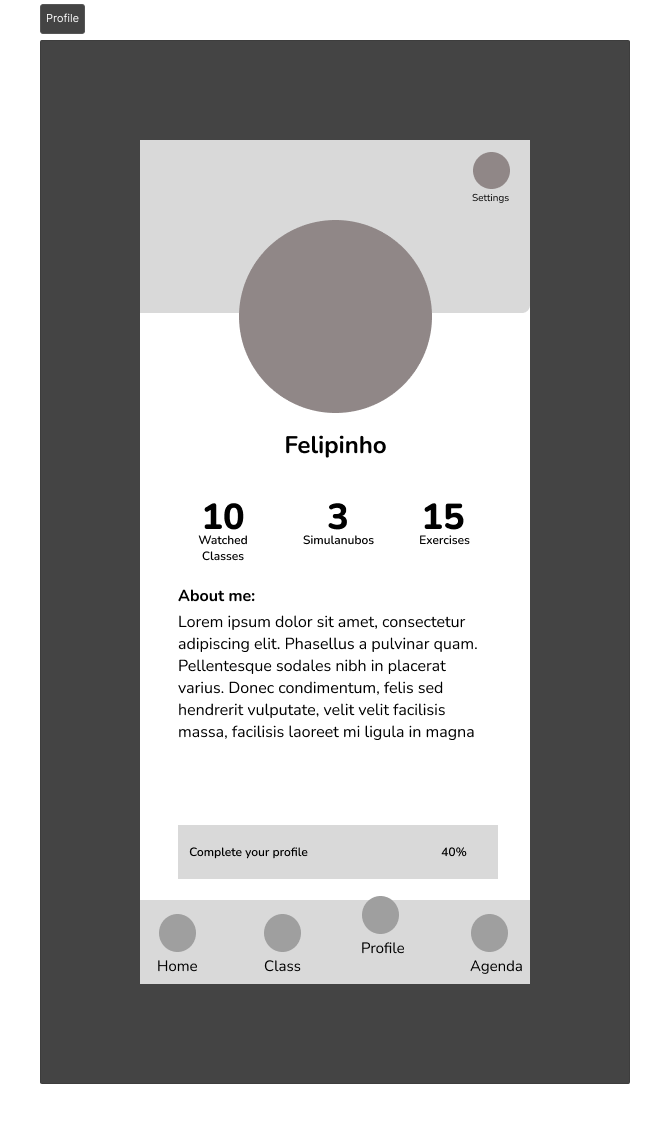 Profile
Settings
Felipinho
10
Watched
Classes
3
Simulanubos
15
Exercises
About me:
Lorem ipsum dolor sit amet, consectetur
adipiscing elit. Phasellus a pulvinar quam.
Pellentesque sodales nibh in placerat
varius. Donec condimentum, felis sed
hendrerit vulputate, velit velit facilisis
massa, facilisis laoreet mi ligula in magna
Complete your profile 40%
Home
Class
Profile
Agenda